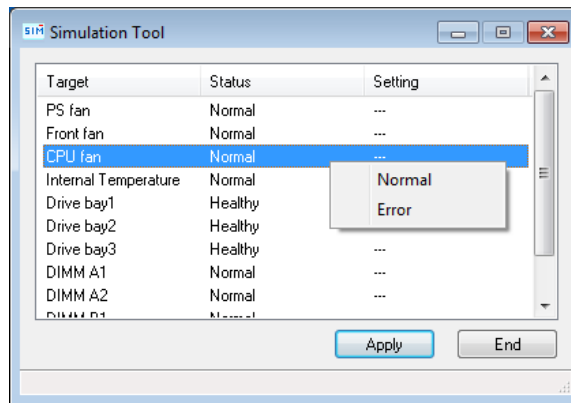 SIM Simulation Tool
Target Status Setting
PS fan Normal ---
Front fan Normal ---
CPU fan Normal ---
Internal Temperature Normal
Normal
Drive bay1 Healthy
Error
Drive bay2 Healthy
Drive bay3 Healthy ---
DIMM A1 Normal ---
DIMM A2 Normal ---
Apply End